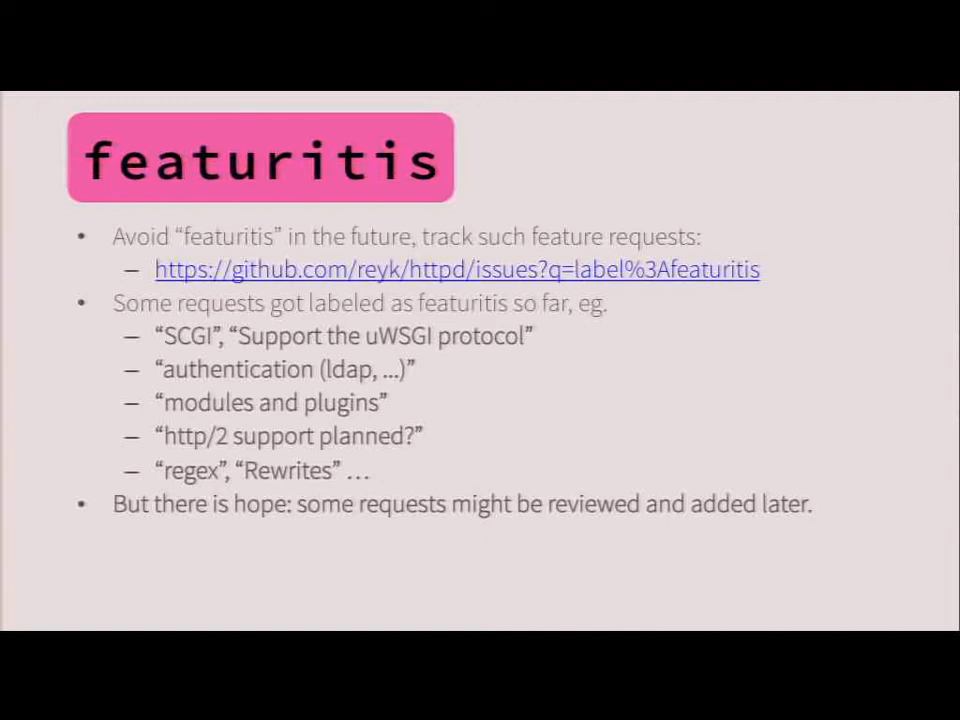 featuritis
• Avoid “featuritis” in the future, track such feature requests:
– https://github.com/reyk/httpd/issues?q=label%3Afeaturitis
• Some requests got labeled as featuritis so far, eg.
– “SCGI”, “Support the uWSGI protocol”
– “authentication (ldap, ...)”
– “modules and plugins”
– “http/2 support planned?”
– “regex”, “Rewrites” …
• But there is hope: some requests might be reviewed and added later.